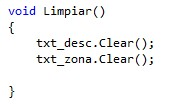 void Limpiar()
{
    txt_desc.Clear();
    txt_zona.Clear();

}